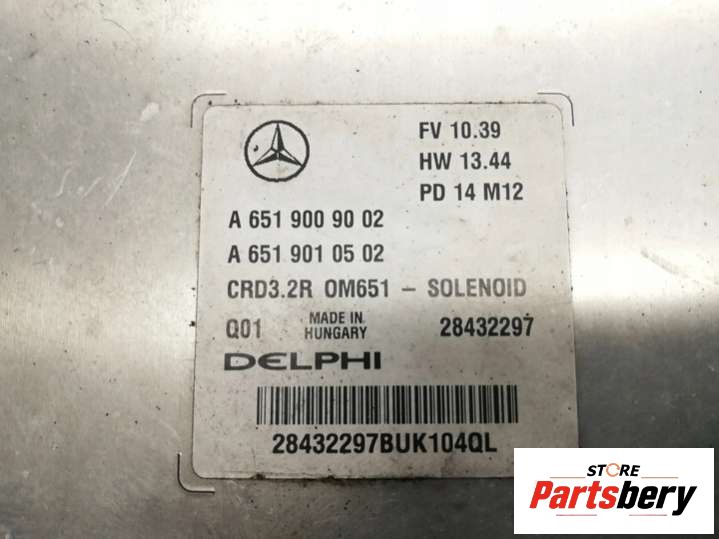 FV 10.39
HW 13.44
PD 14 M12
A 651 900 90 02
A 651 901 05 02
CRD3.2R OM651 – SOLENOID
Q01 MADE IN HUNGARY 28432297
DELPHI
28432297BUK104QL
STORE
Partsbery